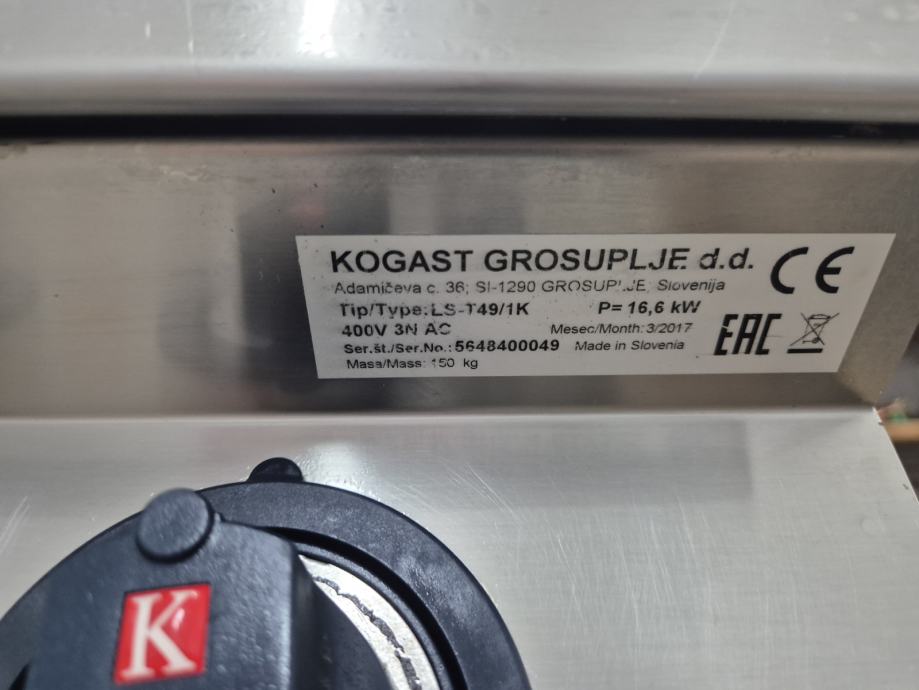 KOGAST GROSUPLJE d.d.
Adamičeva c. 36; SI-1290 GROSUPLJE, Slovenija
Tip/Type: ES-T49/1K P= 16,6 kW
400V 3N AC Mesec/Month: 3/2017
Ser.št./Ser.No.: 5648400049 Made in Slovenia
Masa/Mass: 150 kg
CE
EAC
K